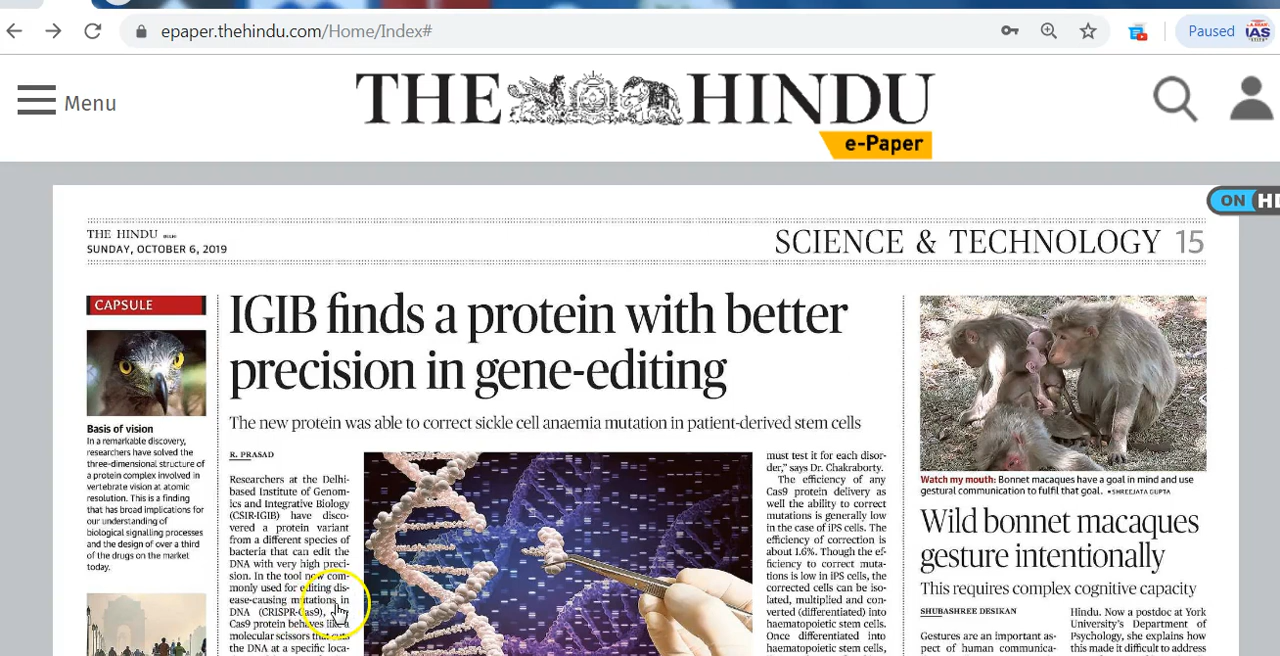 epaper.thehindu.com/Home/Index#
Paused
IAS
Menu
THE HINDU
e-Paper
ON HD
THE HINDU
SUNDAY, OCTOBER 6, 2019
SCIENCE & TECHNOLOGY 15
CAPSULE
Basis of vision
In a remarkable discovery,
researchers have solved the
three-dimensional structure of
a protein complex involved in
vertebrate vision at atomic
resolution. This is a finding
that has broad implications for
our understanding of
biological signalling processes
and the design of over a third
of the drugs on the market
today.
IGIB finds a protein with better
precision in gene-editing
The new protein was able to correct sickle cell anaemia mutation in patient-derived stem cells
R. PRASAD
Researchers at the Delhi-
based Institute of Genom-
ics and Integrative Biology
(CSIR-IGIB) have disco-
vered a protein variant
from a different species of
bacteria that can edit the
DNA with very high preci-
sion. In the tool now com-
monly used for editing dis-
ease-causing mutations in
DNA (CRISPR-Cas9), the
Cas9 protein behaves like a
molecular scissors that cuts
the DNA at a specific loca-
must test it for each disor-
der,” says Dr. Chakraborty.
The efficiency of any
Cas9 protein delivery as
well the ability to correct
mutations is generally low
in the case of iPS cells. The
efficiency of correction is
about 1.6%. Though the ef-
ficiency to correct muta-
tions is low in iPS cells, the
corrected cells can be iso-
lated, multiplied and con-
verted (differentiated) into
haematopoietic stem cells.
Once differentiated into
haematopoietic stem cells,
Watch my mouth: Bonnet macaques have a goal in mind and use
gestural communication to fulfil that goal. SHREEJATA GUPTA
Wild bonnet macaques
gesture intentionally
This requires complex cognitive capacity
SHUBASHREE DESIKAN
Gestures are an important as-
pect of human communica-
Hindu. Now a postdoc at York
University’s Department of
Psychology, she explains how
this made it difficult to address